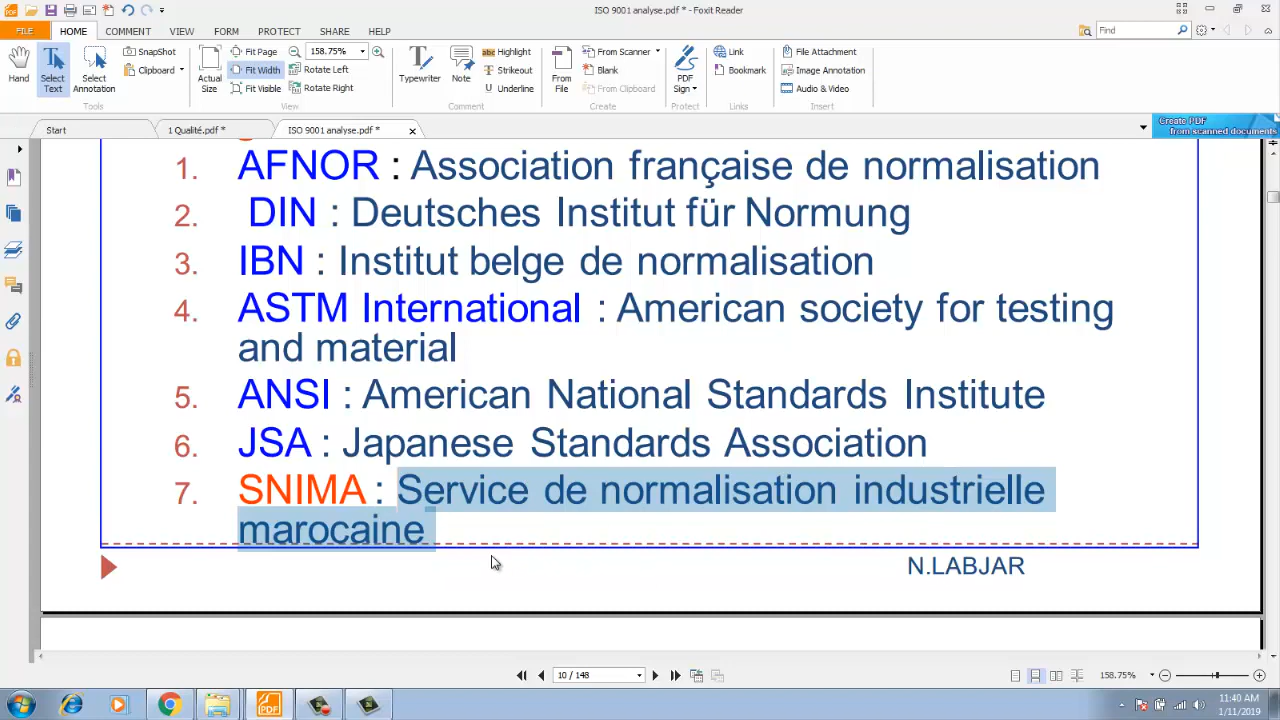 ISO 9001 analyse.pdf * - Foxit Reader
FILE HOME COMMENT VIEW FORM PROTECT SHARE HELP
Find
Hand
Select Text
Select Annotation
SnapShot
Clipboard
Tools
Actual Size
Fit Page
Fit Width
Fit Visible
158.75%
Rotate Left
Rotate Right
View
Typewriter
Note
Highlight
Strikeout
Underline
Comment
From File
From Scanner
Blank
From Clipboard
Create
PDF Sign
Protect
Link
Bookmark
Links
File Attachment
Image Annotation
Audio & Video
Insert
Start
1 Qualité.pdf *
ISO 9001 analyse.pdf *
Create PDF
from scanned documents
1. AFNOR : Association française de normalisation
2. DIN : Deutsches Institut für Normung
3. IBN : Institut belge de normalisation
4. ASTM International : American society for testing
and material
5. ANSI : American National Standards Institute
6. JSA : Japanese Standards Association
7. SNIMA : Service de normalisation industrielle
marocaine
N.LABJAR
10 / 148
158.75%
11:40 AM
1/11/2019